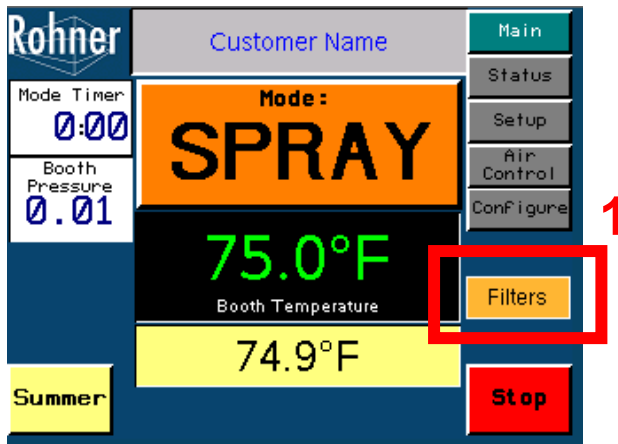 Rohner
Customer Name
Main
Status
Setup
Air
Control
Configure
Mode Timer
0:00
Booth
Pressure
0.01
Mode:
SPRAY
75.0°F
Booth Temperature
74.9°F
1
Filters
Summer
Stop